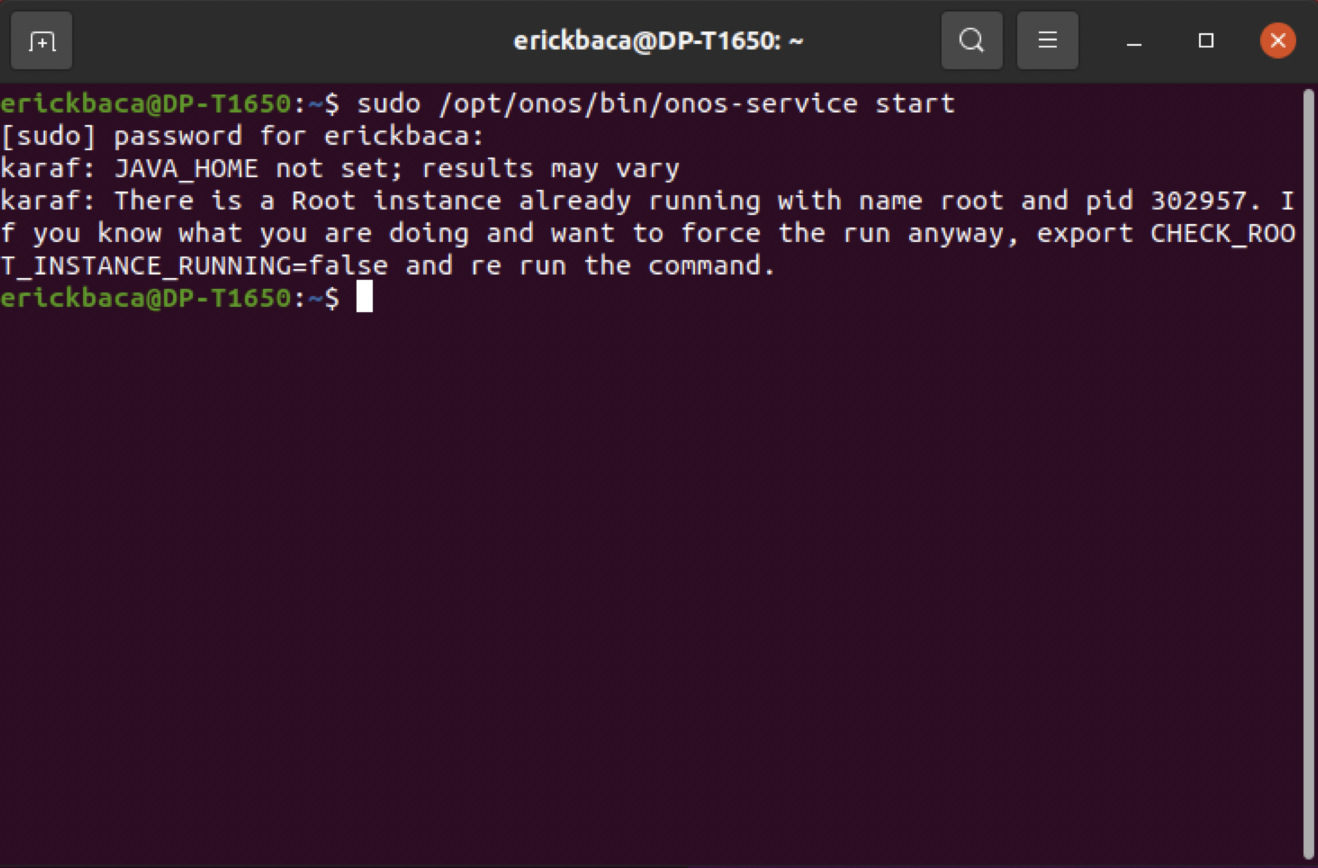 erickbaca@DP-T1650: ~
erickbaca@DP-T1650:~$ sudo /opt/onos/bin/onos-service start
[sudo] password for erickbaca:
karaf: JAVA_HOME not set; results may vary
karaf: There is a Root instance already running with name root and pid 302957. I
f you know what you are doing and want to force the run anyway, export CHECK_ROO
T_INSTANCE_RUNNING=false and re run the command.
erickbaca@DP-T1650:~$